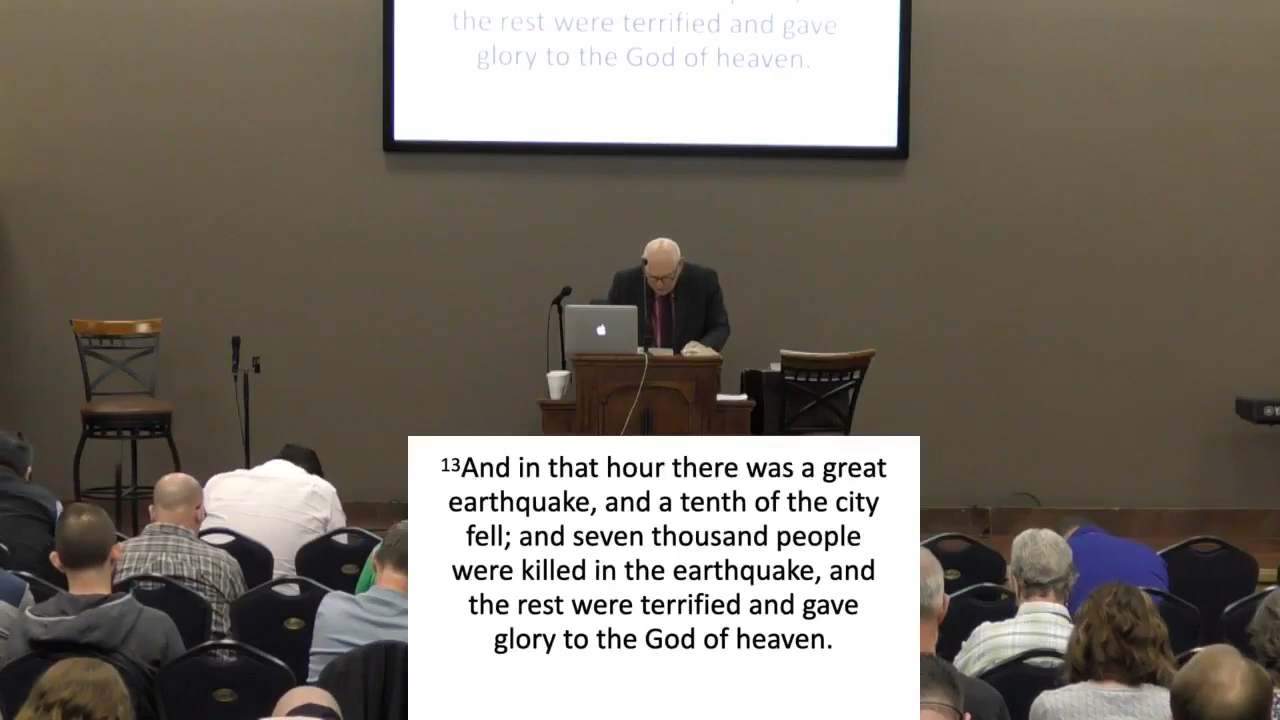 the rest were terrified and gave
glory to the God of heaven.
13And in that hour there was a great
earthquake, and a tenth of the city
fell; and seven thousand people
were killed in the earthquake, and
the rest were terrified and gave
glory to the God of heaven.